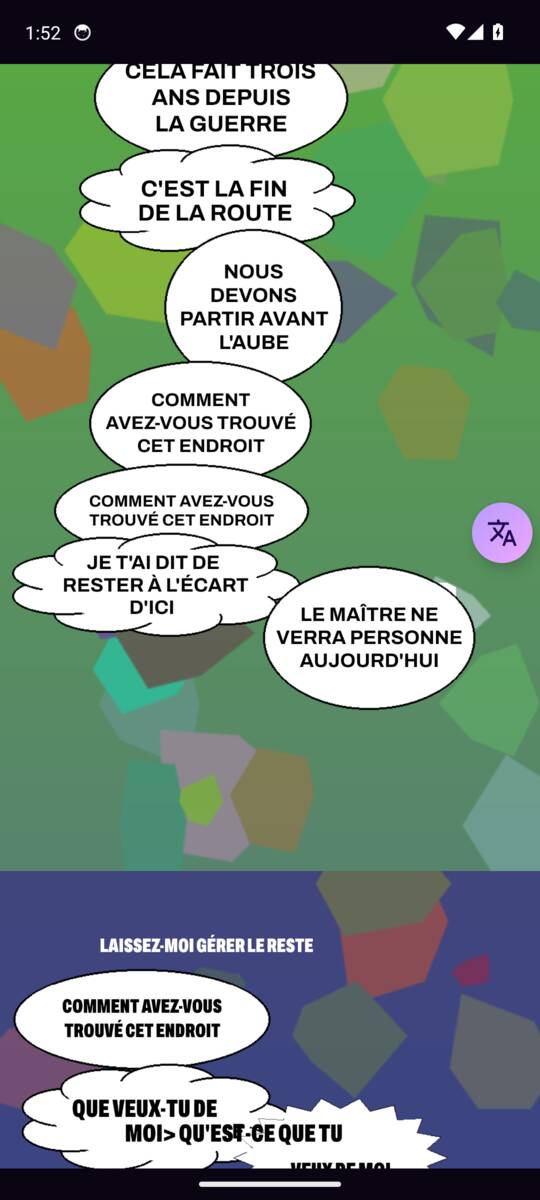 1:52
CELA FAIT TROIS
ANS DEPUIS
LA GUERRE
C'EST LA FIN
DE LA ROUTE
NOUS
DEVONS
PARTIR AVANT
L'AUBE
COMMENT
AVEZ-VOUS TROUVÉ
CET ENDROIT
COMMENT AVEZ-VOUS
TROUVÉ CET ENDROIT
JE T'AI DIT DE
RESTER À L'ÉCART
D'ICI
LE MAÎTRE NE
VERRA PERSONNE
AUJOURD'HUI
LAISSEZ-MOI GÉRER LE RESTE
COMMENT AVEZ-VOUS
TROUVÉ CET ENDROIT
QUE VEUX-TU DE
MOI> QU'EST-CE QUE TU
VEUX DE MOI